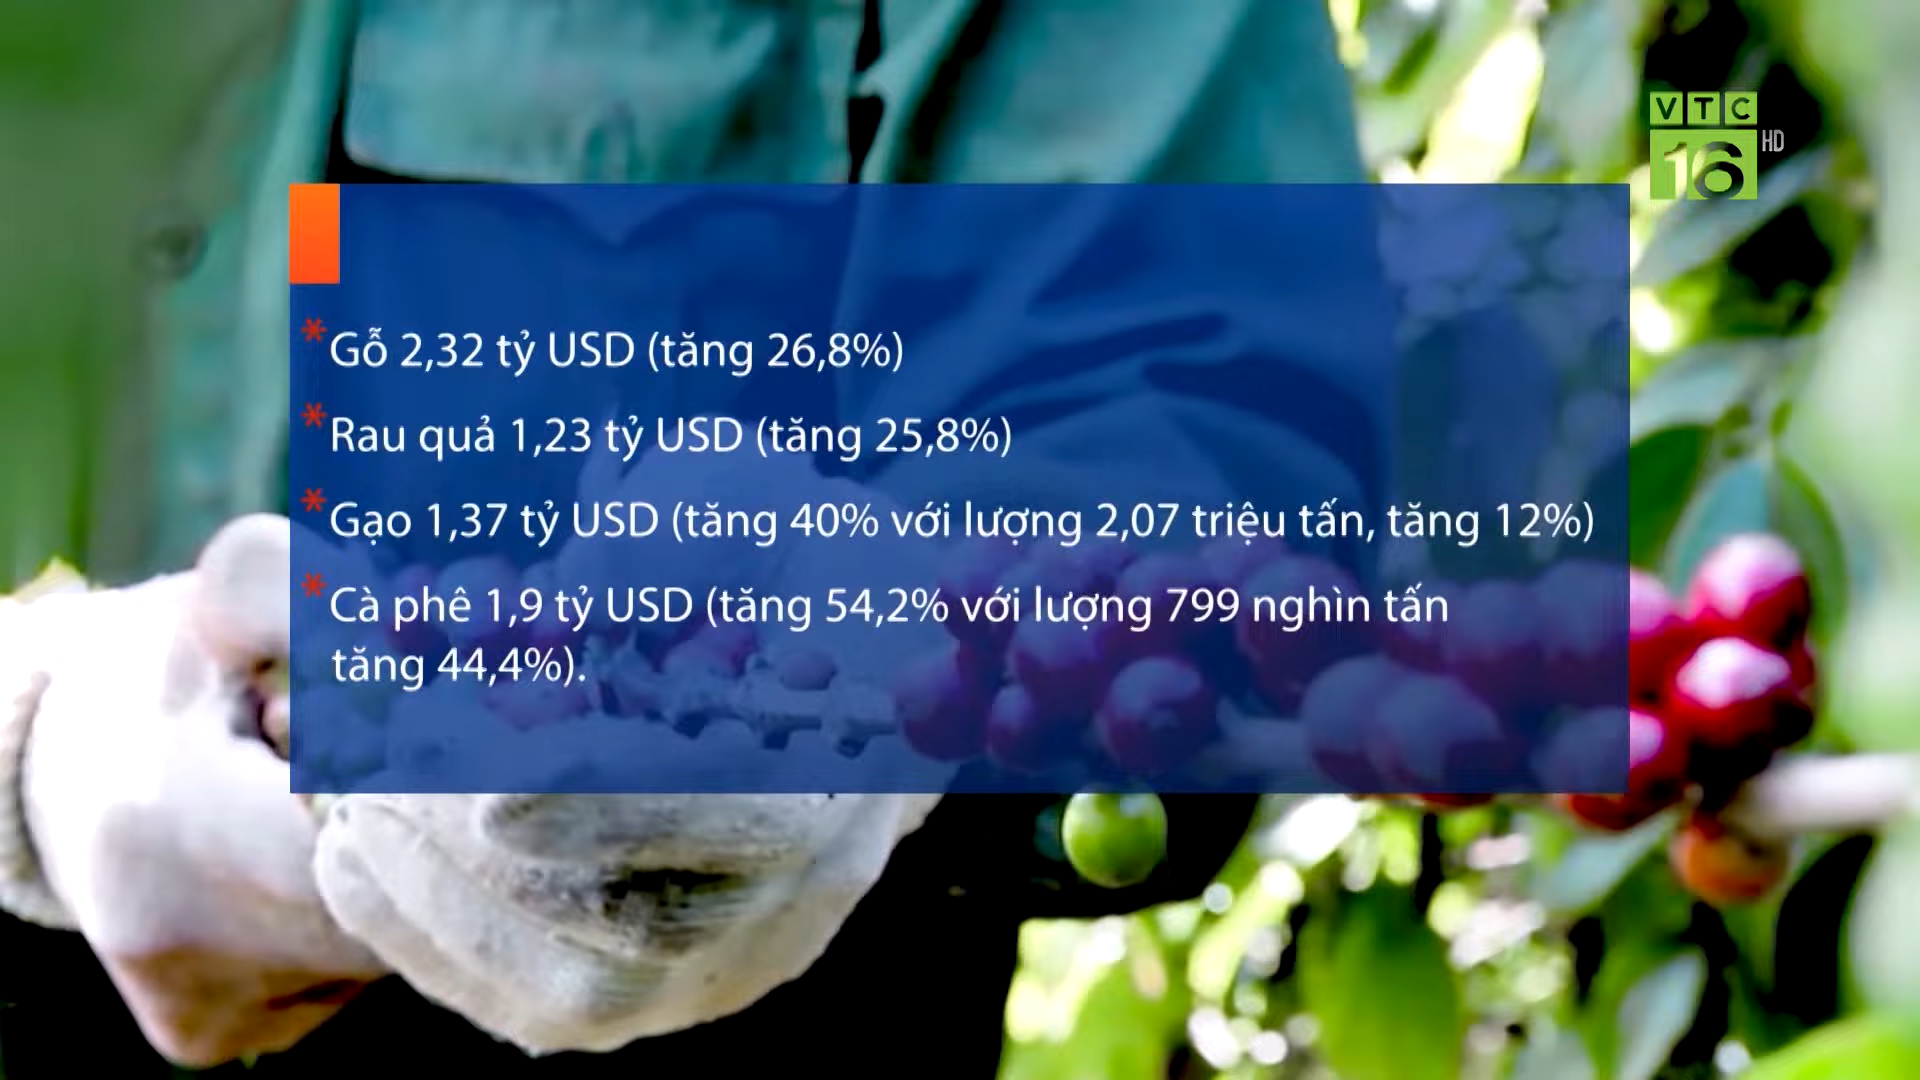 VTC
16 HD
* Gỗ 2,32 tỷ USD (tăng 26,8%)
* Rau quả 1,23 tỷ USD (tăng 25,8%)
* Gạo 1,37 tỷ USD (tăng 40% với lượng 2,07 triệu tấn, tăng 12%)
* Cà phê 1,9 tỷ USD (tăng 54,2% với lượng 799 nghìn tấn
tăng 44,4%).